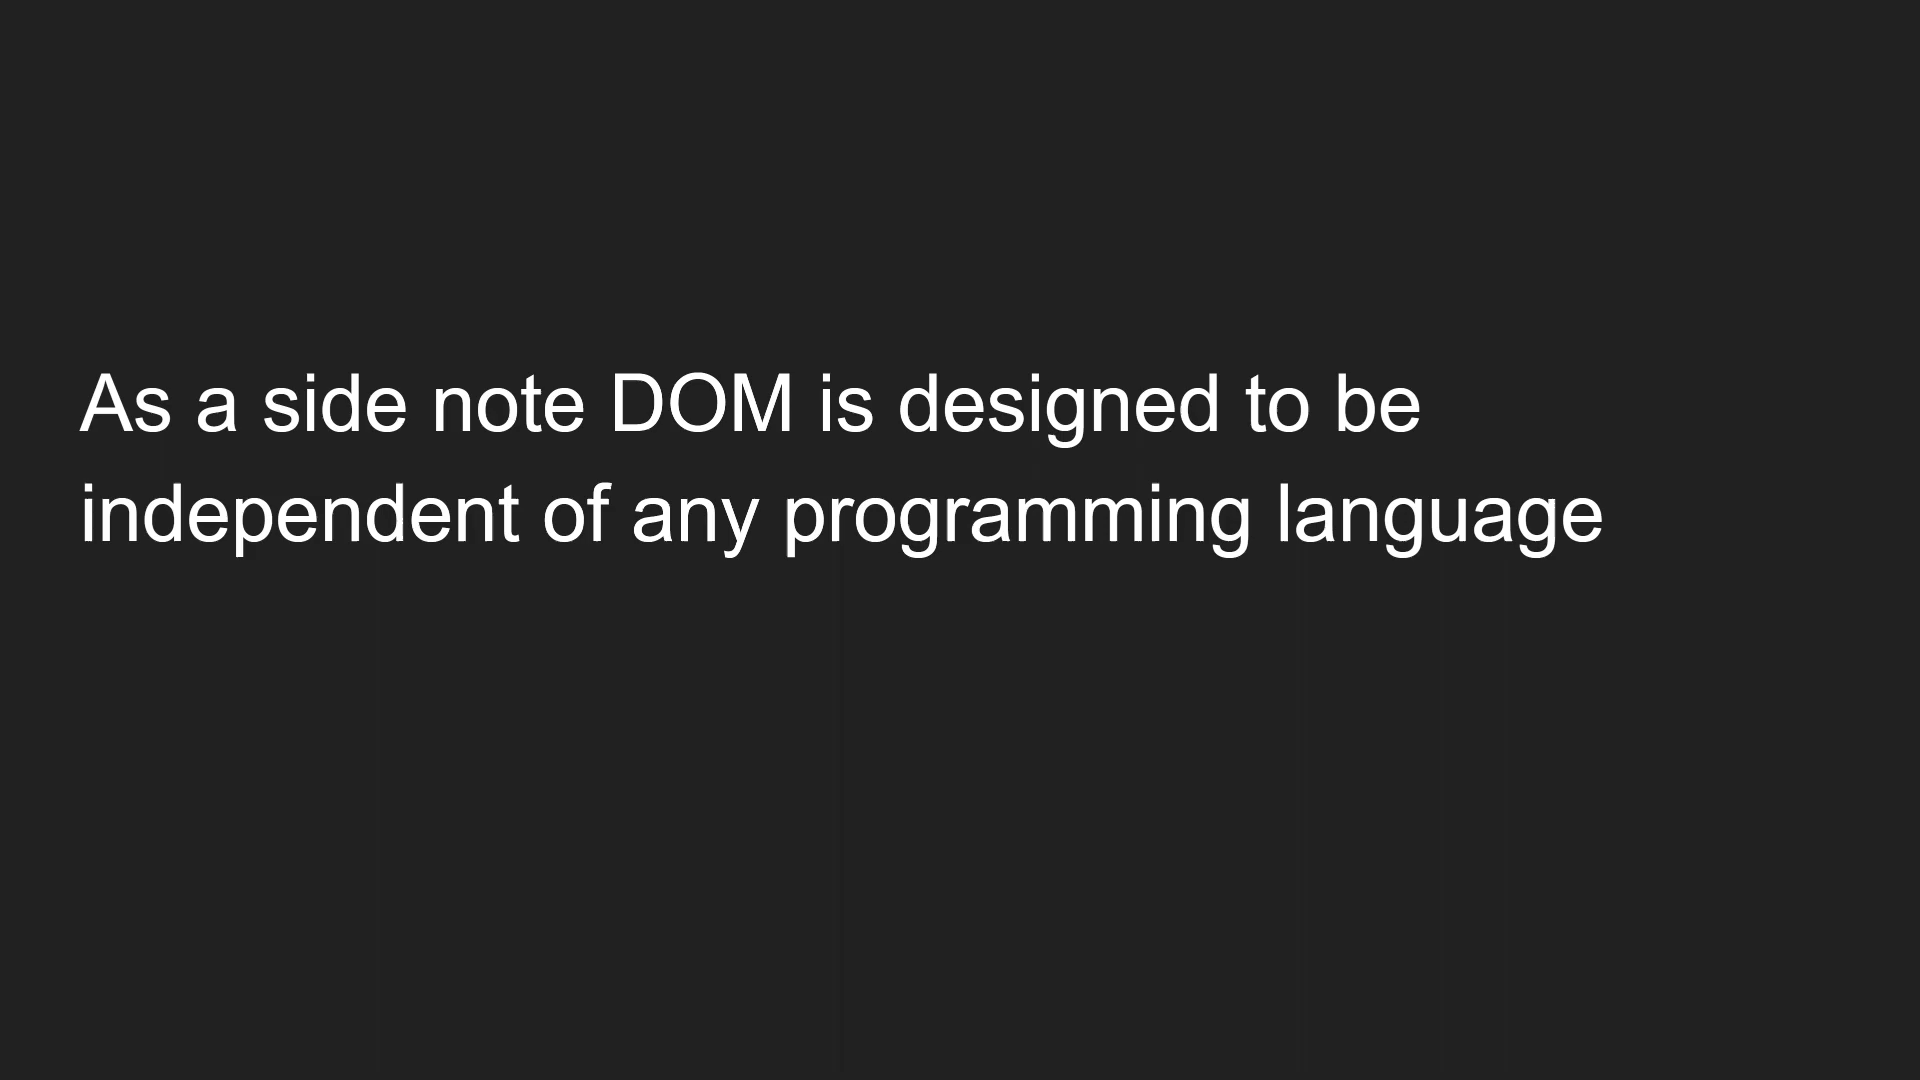 As a side note DOM is designed to be
independent of any programming language